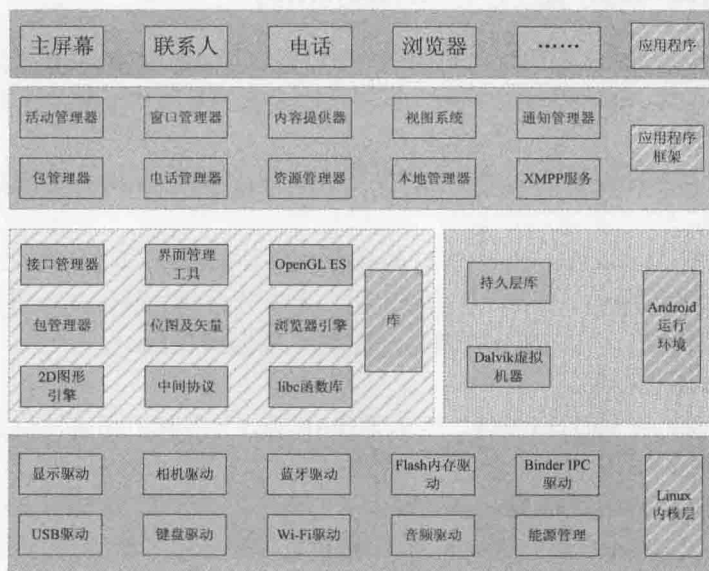 主屏幕
联系人
电话
浏览器
……
应用程序
活动管理器
窗口管理器
内容提供器
视图系统
通知管理器
包管理器
电话管理器
资源管理器
本地管理器
XMPP服务
应用程序
框架
接口管理器
界面管理
工具
OpenGL ES
包管理器
位图及矢量
浏览器引擎
2D图形
引擎
中间协议
libc函数库
库
持久层库
Dalvik虚拟
机器
Android
运行
环境
显示驱动
相机驱动
蓝牙驱动
Flash内存驱
动
Binder IPC
驱动
USB驱动
键盘驱动
Wi-Fi驱动
音频驱动
能源管理
Linux
内核层